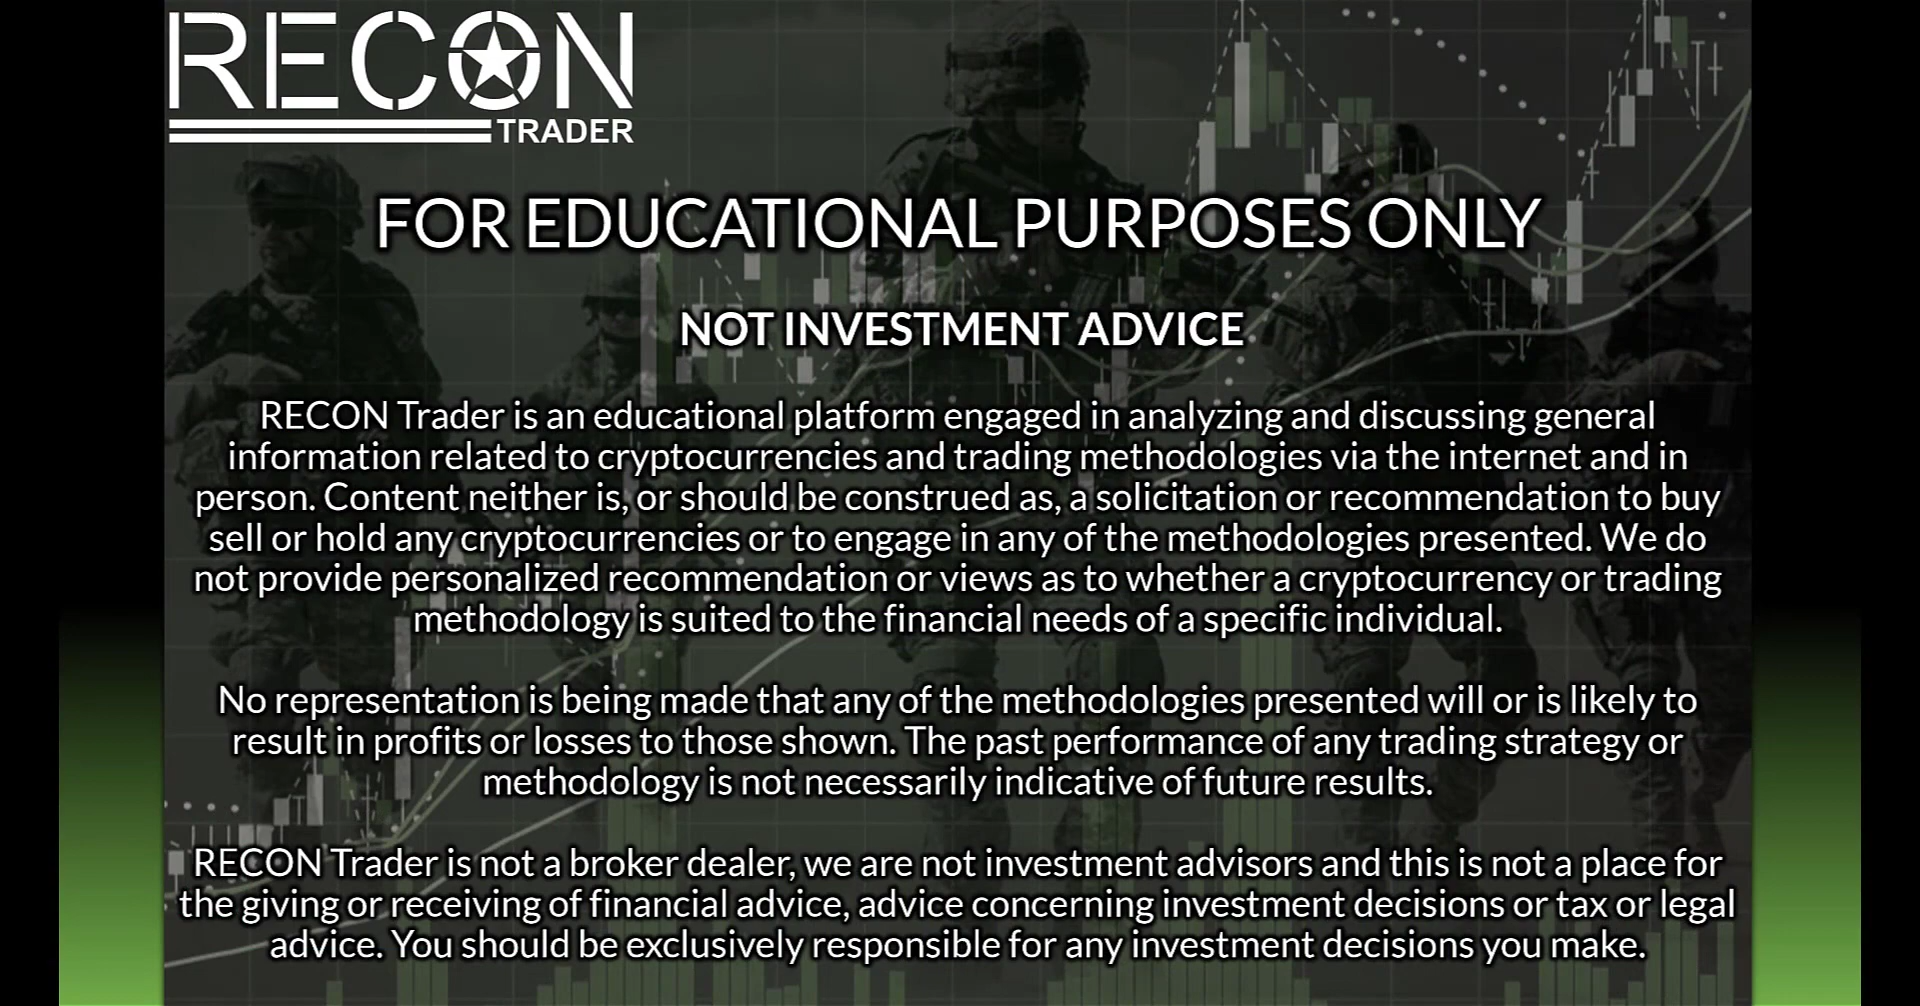 RECON
TRADER
FOR EDUCATIONAL PURPOSES ONLY
NOT INVESTMENT ADVICE
RECON Trader is an educational platform engaged in analyzing and discussing general
information related to cryptocurrencies and trading methodologies via the internet and in
person. Content neither is, or should be construed as, a solicitation or recommendation to buy
sell or hold any cryptocurrencies or to engage in any of the methodologies presented. We do
not provide personalized recommendation or views as to whether a cryptocurrency or trading
methodology is suited to the financial needs of a specific individual.
No representation is being made that any of the methodologies presented will or is likely to
result in profits or losses to those shown. The past performance of any trading strategy or
methodology is not necessarily indicative of future results.
RECON Trader is not a broker dealer, we are not investment advisors and this is not a place for
the giving or receiving of financial advice, advice concerning investment decisions or tax or legal
advice. You should be exclusively responsible for any investment decisions you make.